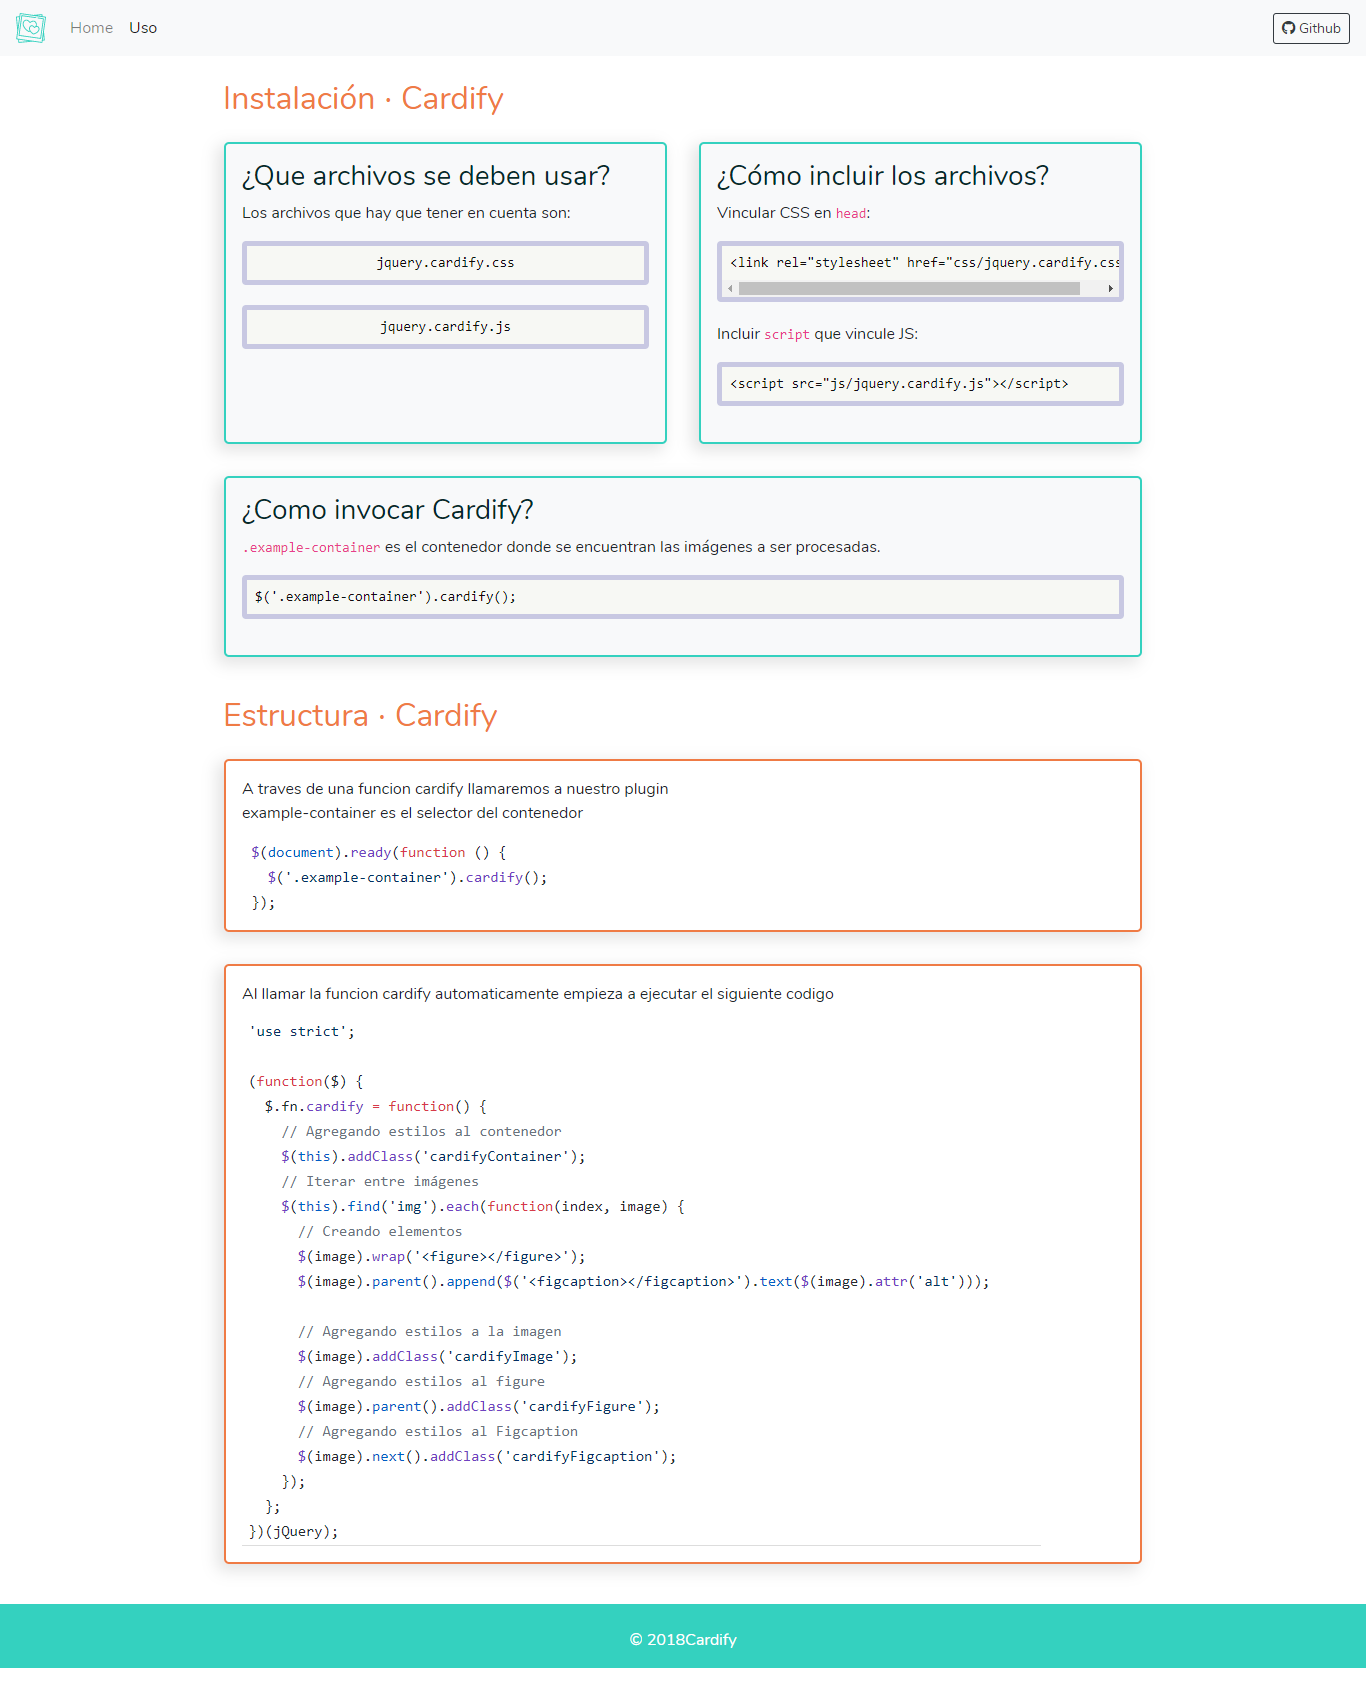 Home Uso Github
Instalación · Cardify
¿Que archivos se deben usar?
Los archivos que hay que tener en cuenta son:
jquery.cardify.css
jquery.cardify.js
¿Cómo incluir los archivos?
Vincular CSS en head:
<link rel="stylesheet" href="css/jquery.cardify.css
Incluir script que vincule JS:
<script src="js/jquery.cardify.js"></script>
¿Como invocar Cardify?
.example-container es el contenedor donde se encuentran las imágenes a ser procesadas.
$('.example-container').cardify();
Estructura · Cardify
A traves de una funcion cardify llamaremos a nuestro plugin
example-container es el selector del contenedor
$(document).ready(function () {
  $('.example-container').cardify();
});
Al llamar la funcion cardify automaticamente empieza a ejecutar el siguiente codigo
'use strict';
(function($) {
  $.fn.cardify = function() {
    // Agregando estilos al contenedor
    $(this).addClass('cardifyContainer');
    // Iterar entre imágenes
    $(this).find('img').each(function(index, image) {
      // Creando elementos
      $(image).wrap('<figure></figure>');
      $(image).parent().append($('<figcaption></figcaption>').text($(image).attr('alt')));
      // Agregando estilos a la imagen
      $(image).addClass('cardifyImage');
      // Agregando estilos al figure
      $(image).parent().addClass('cardifyFigure');
      // Agregando estilos al Figcaption
      $(image).next().addClass('cardifyFigcaption');
    });
  };
})(jQuery);
© 2018Cardify